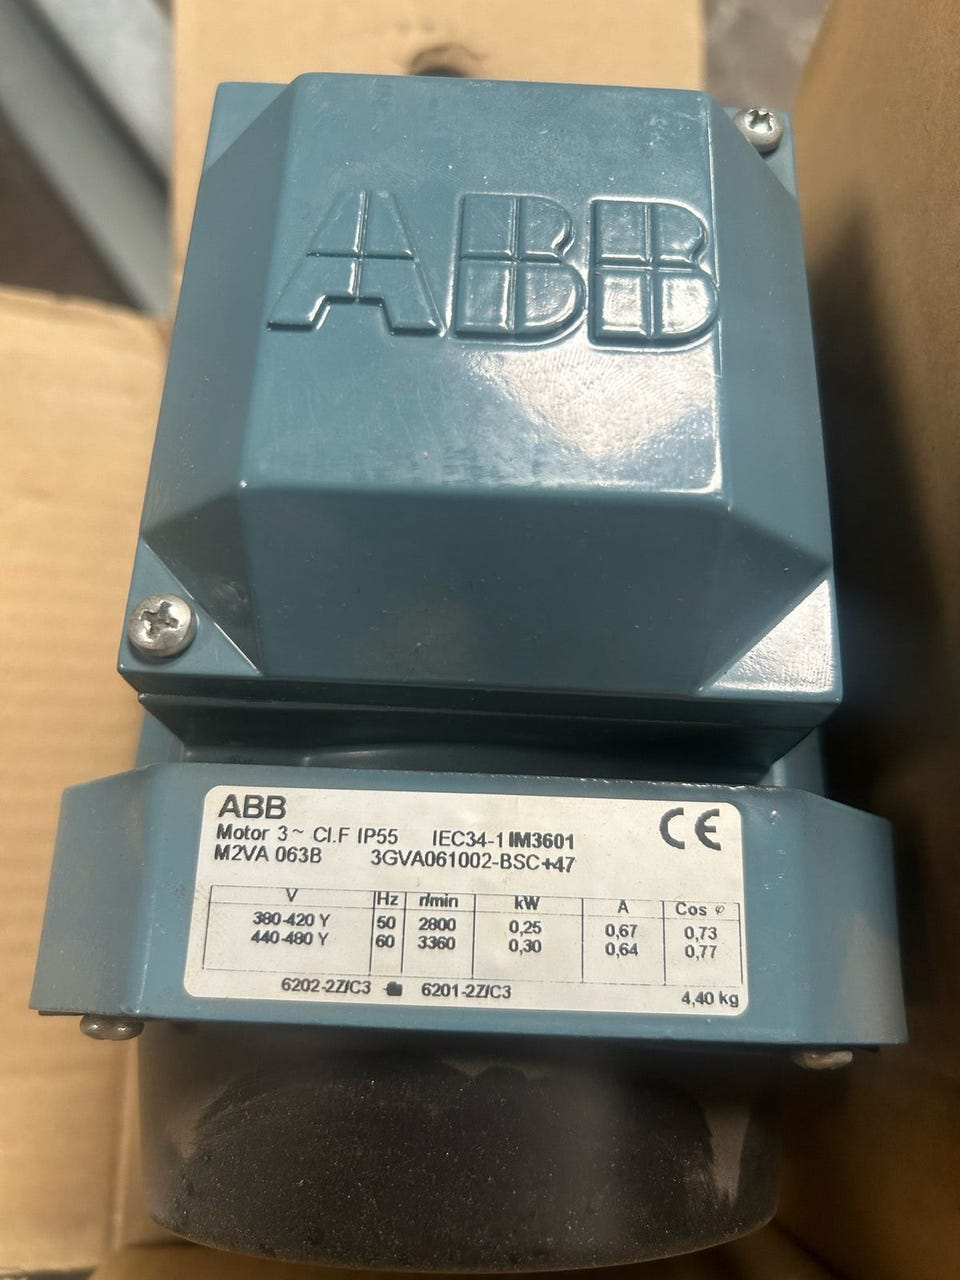 ABB
ABB
CE
Motor 3~ Cl.F IP55 IEC34-1 IM3601
M2VA 063B 3GVA061002-BSC+47
V Hz r/min kW A Cos φ
380-420 Y 50 2800 0,25 0,67 0,73
440-480 Y 60 3360 0,30 0,64 0,77
6202-2Z/C3 6201-2Z/C3 4,40 kg